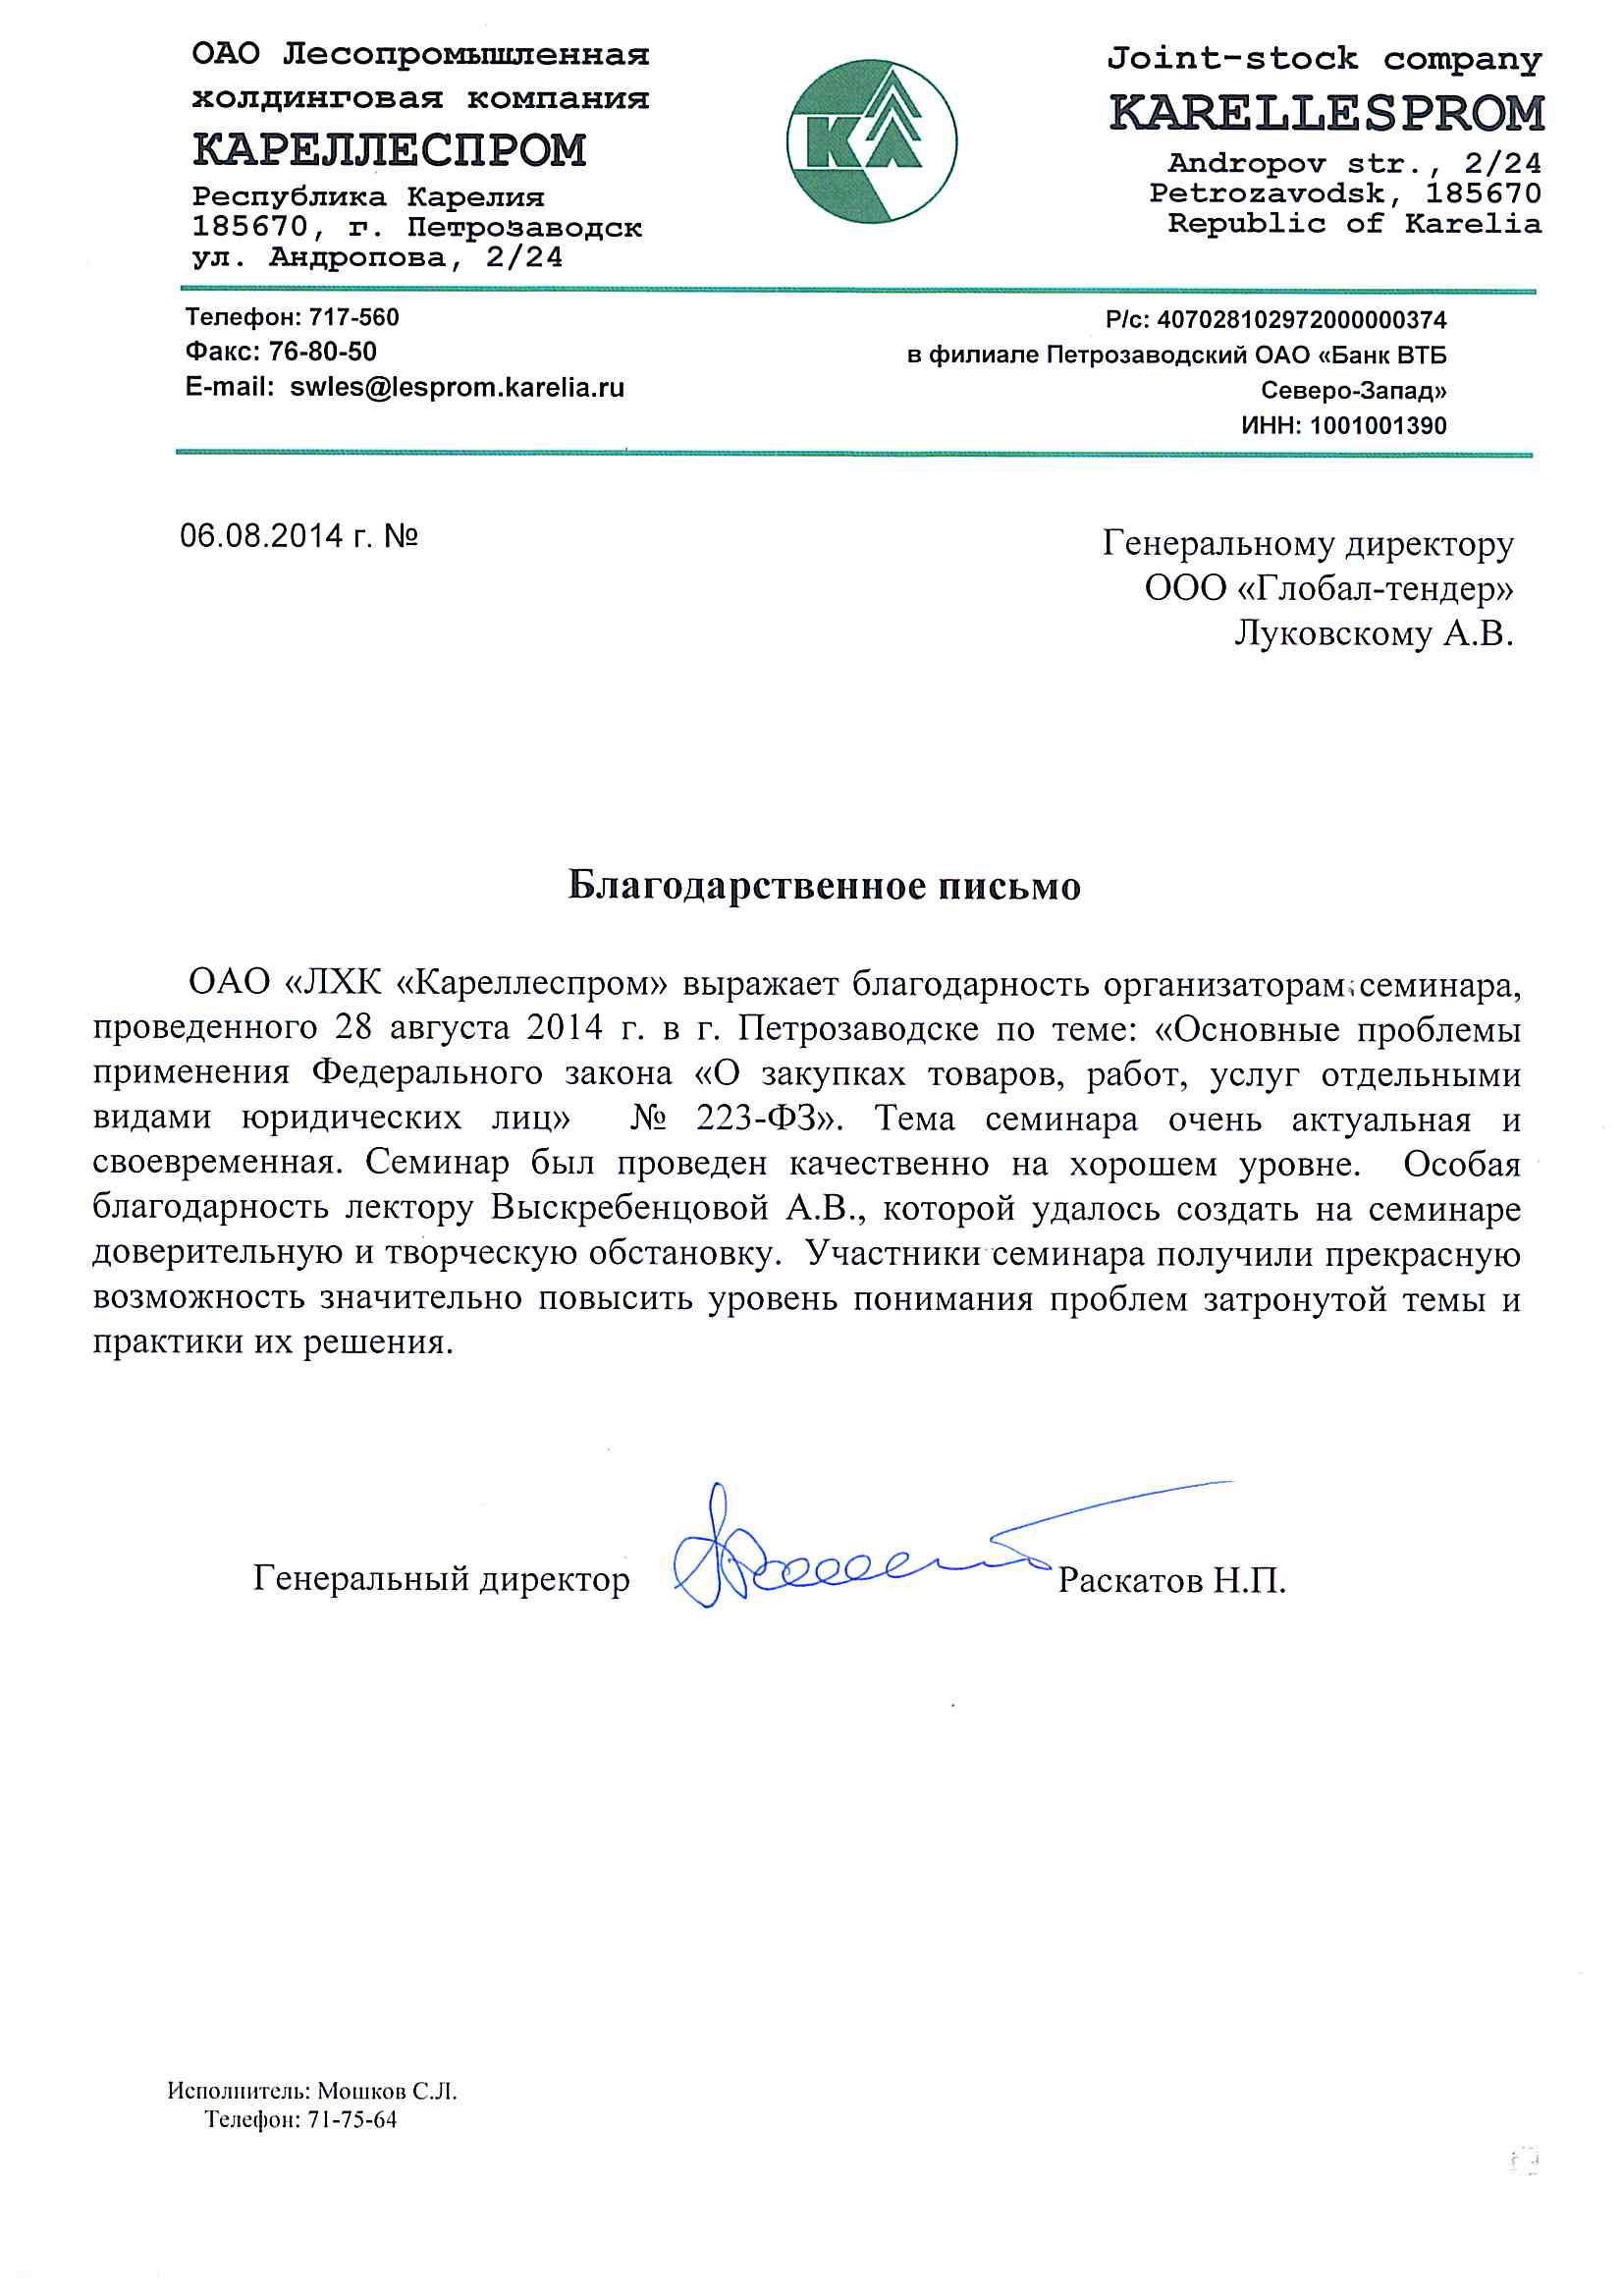 ОАО Лесопромышленная
холдинговая компания
КАРЕЛЛЕСПРОМ
Республика Карелия
185670, г. Петрозаводск
ул. Андропова, 2/24
КЛ
Joint-stock company
KARELLESPROM
Andropov str., 2/24
Petrozavodsk, 185670
Republic of Karelia
Телефон: 717-560
Факс: 76-80-50
E-mail: swles@lesprom.karelia.ru
Р/с: 407028102972000000374
в филиале Петрозаводский ОАО «Банк ВТБ
Северо-Запад»
ИНН: 1001001390
06.08.2014 г. №
Генеральному директору
ООО «Глобал-тендер»
Луковскому А.В.
Благодарственное письмо
ОАО «ЛХК «Кареллеспром» выражает благодарность организаторам семинара,
проведенного 28 августа 2014 г. в г. Петрозаводске по теме: «Основные проблемы
применения Федерального закона «О закупках товаров, работ, услуг отдельными
видами юридических лиц» № 223-ФЗ». Тема семинара очень актуальная и
своевременная. Семинар был проведен качественно на хорошем уровне. Особая
благодарность лектору Выскребенцовой А.В., которой удалось создать на семинаре
доверительную и творческую обстановку. Участники семинара получили прекрасную
возможность значительно повысить уровень понимания проблем затронутой темы и
практики их решения.
Генеральный директор Раскатов Н.П.
Исполнитель: Мошков С.Л.
Телефон: 71-75-64